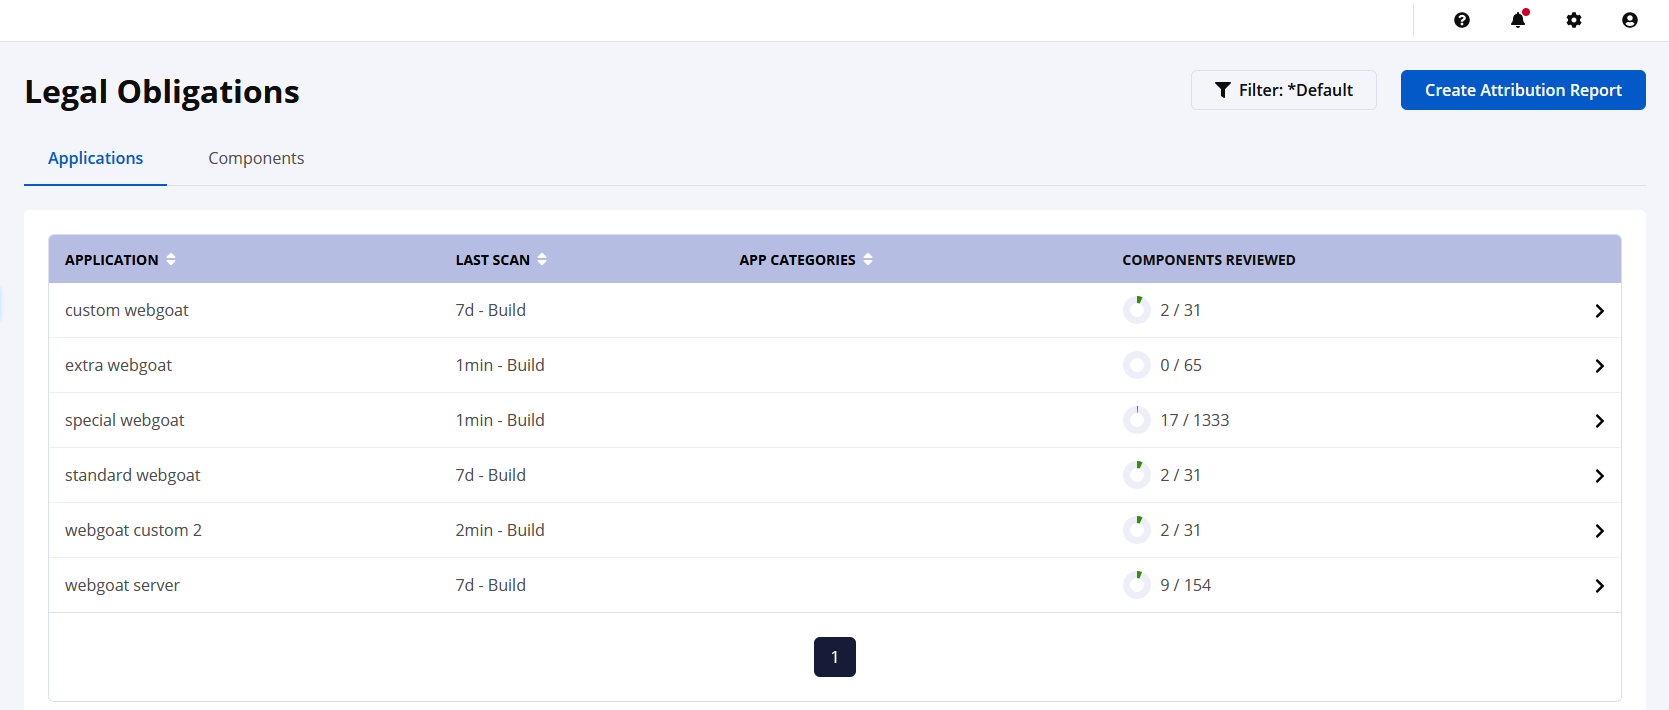 Legal Obligations
Filter: *Default
Create Attribution Report
Applications
Components
APPLICATION LAST SCAN APP CATEGORIES COMPONENTS REVIEWED
custom webgoat 7d - Build 2 / 31
extra webgoat 1min - Build 0 / 65
special webgoat 1min - Build 17 / 1333
standard webgoat 7d - Build 2 / 31
webgoat custom 2 2min - Build 2 / 31
webgoat server 7d - Build 9 / 154
1